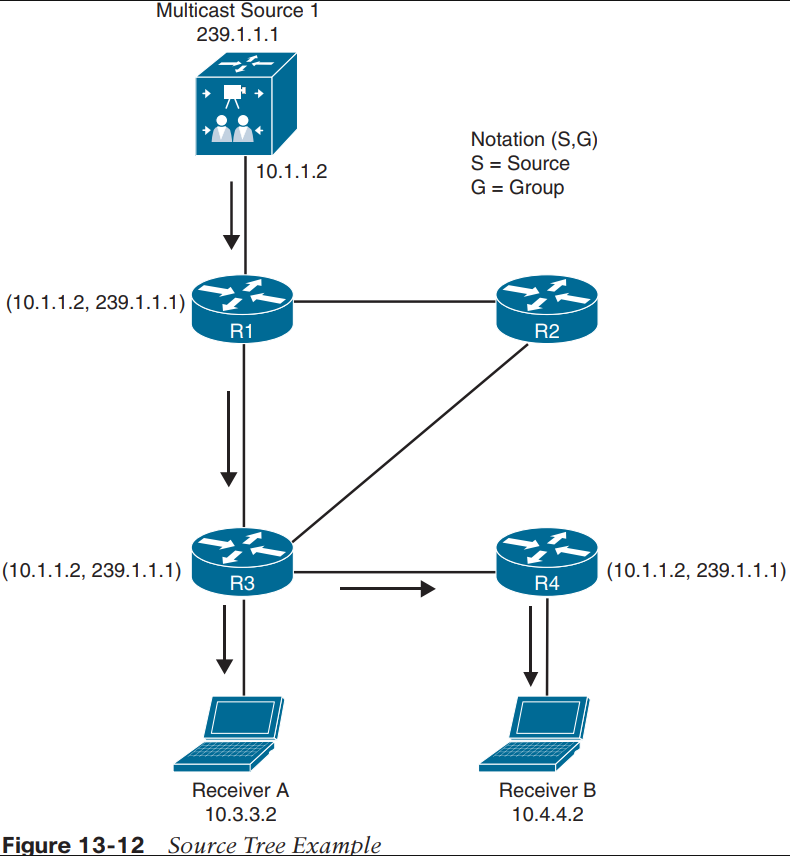 Multicast Source 1
239.1.1.1
10.1.1.2
Notation (S,G)
S = Source
G = Group
(10.1.1.2, 239.1.1.1)
R1
R2
(10.1.1.2, 239.1.1.1)
R3
R4
(10.1.1.2, 239.1.1.1)
Receiver A
10.3.3.2
Receiver B
10.4.4.2
Figure 13-12 Source Tree Example